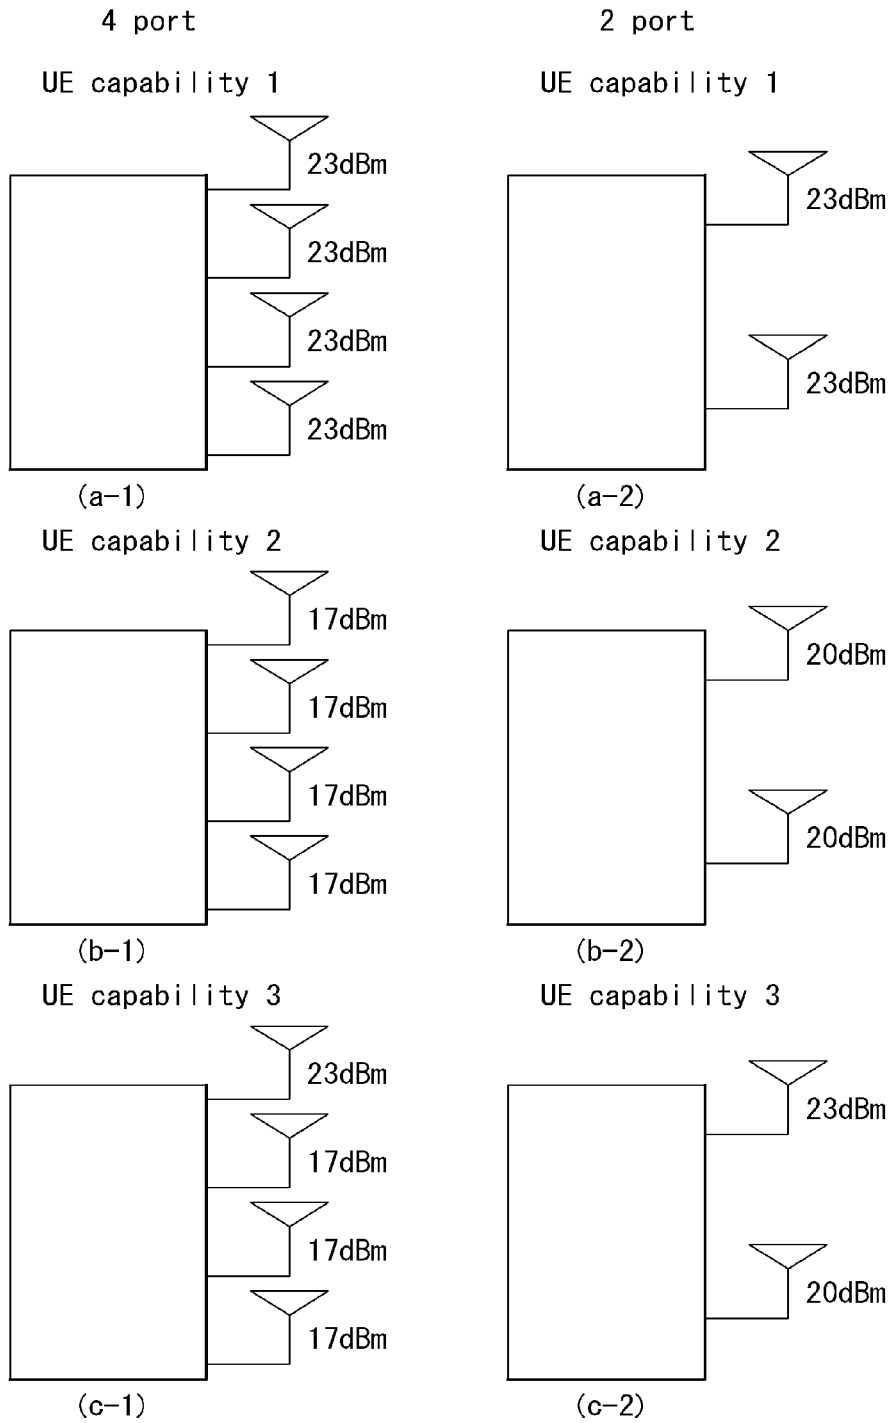 4 port
2 port
UE capability 1
UE capability 1
23dBm
23dBm
23dBm
23dBm
23dBm
23dBm
(a-1)
(a-2)
UE capability 2
UE capability 2
17dBm
20dBm
17dBm
17dBm
20dBm
17dBm
(b-1)
(b-2)
UE capability 3
UE capability 3
23dBm
23dBm
17dBm
17dBm
20dBm
17dBm
(c-1)
(c-2)